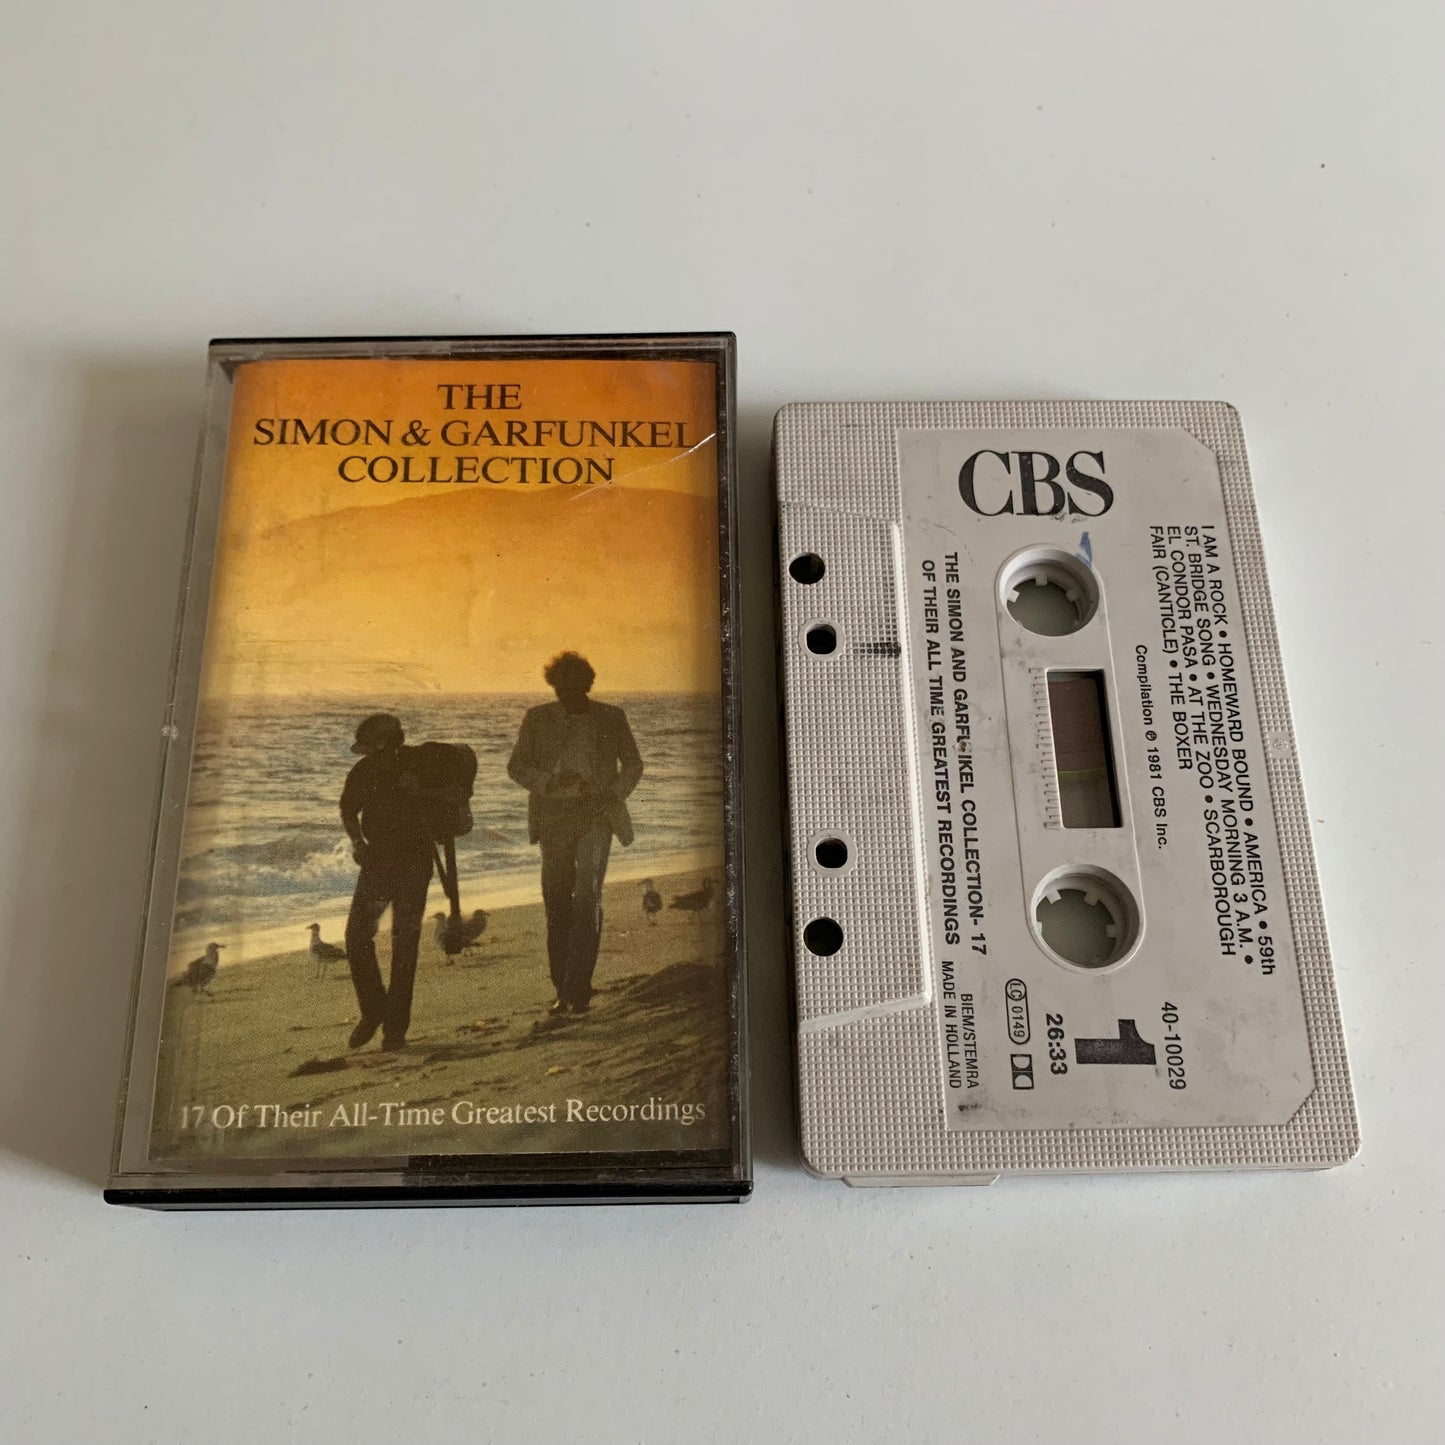 THE
SIMON & GARFUNKEL
COLLECTION
17 Of Their All-Time Greatest Recordings
CBS
I AM A ROCK • HOMEWARD BOUND • AMERICA • 59th
ST. BRIDGE SONG • WEDNESDAY MORNING 3 A.M. •
EL CONDOR PASA • AT THE ZOO • SCARBOROUGH
FAIR (CANTICLE) • THE BOXER
Compilation ℗ 1981 CBS Inc.
THE SIMON AND GARFUNKEL COLLECTION- 17
OF THEIR ALL TIME GREATEST RECORDINGS
40-10029
1
26:33
LC 0149
BIEM/STEMRA
MADE IN HOLLAND